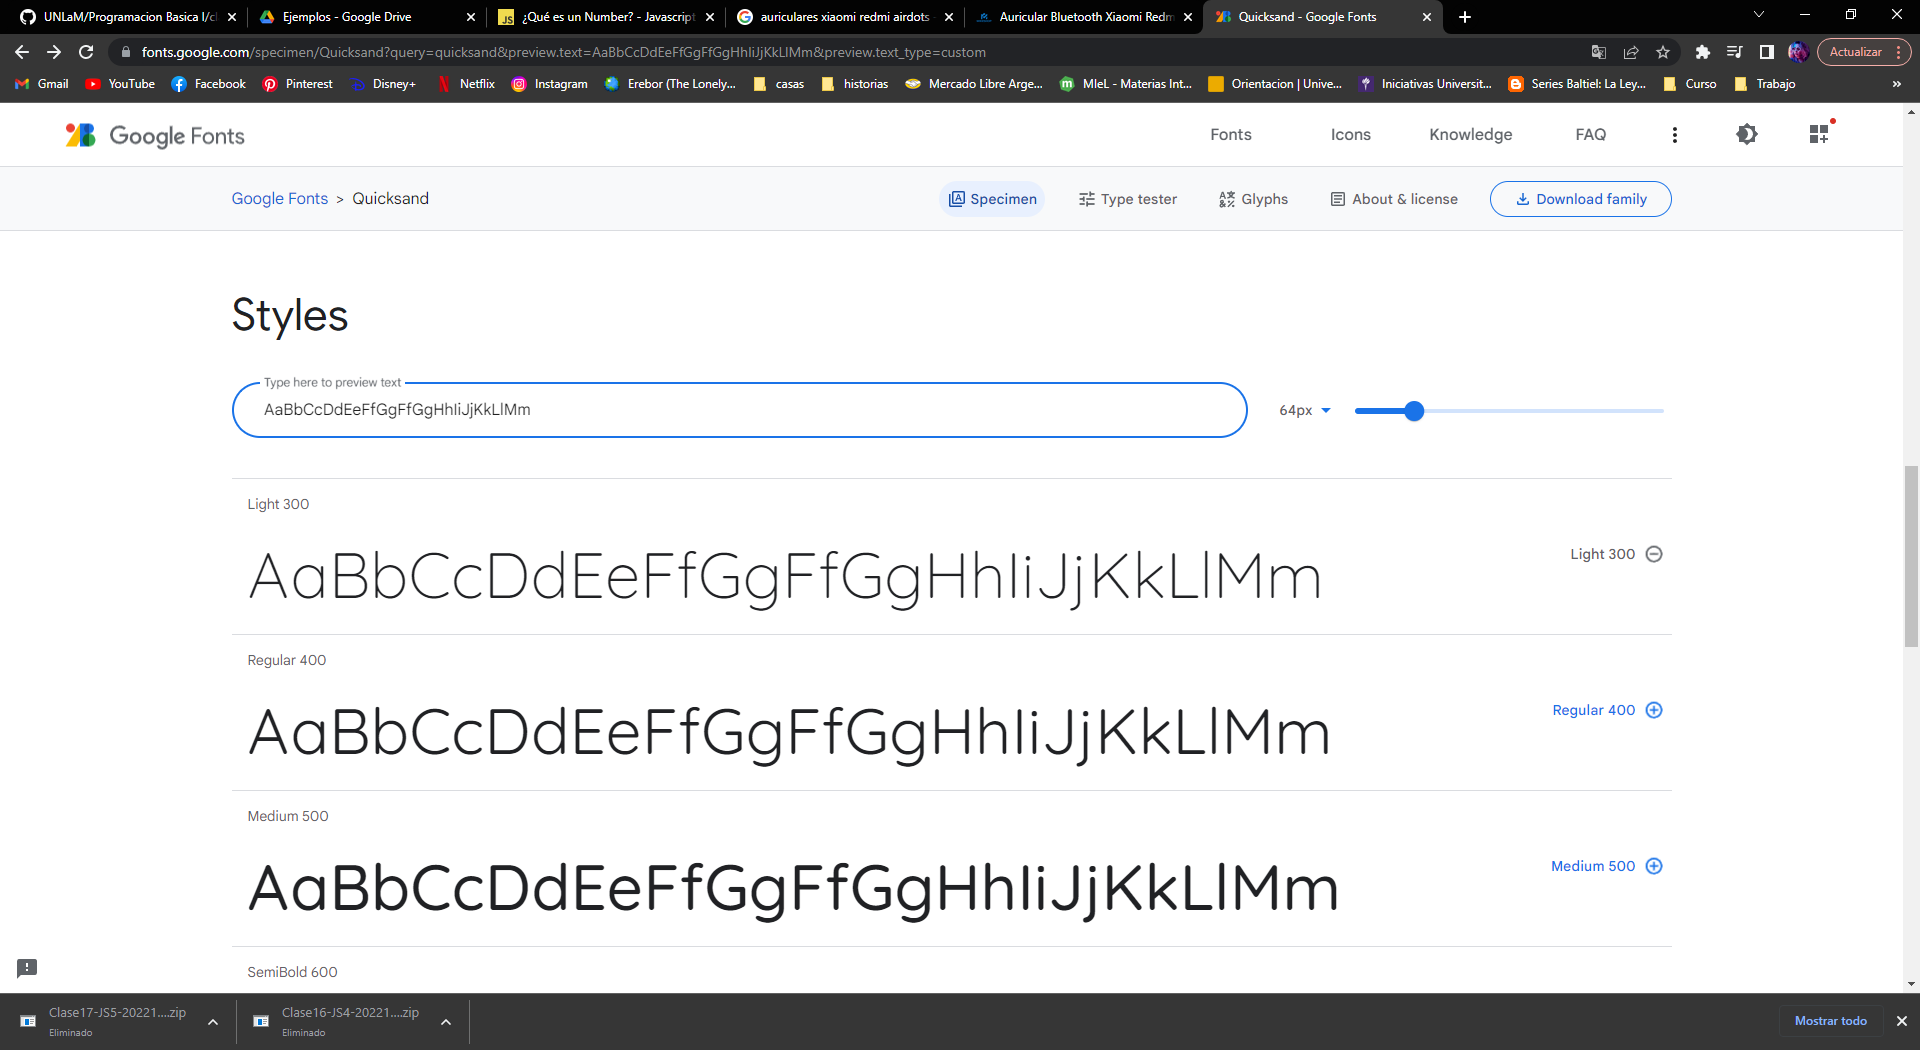 UNLaM/Programacion Basica I/cl
Ejemplos - Google Drive
¿Qué es un Number? - Javascript
auriculares xiaomi redmi airdots
Auricular Bluetooth Xiaomi Redm
Quicksand - Google Fonts
fonts.google.com/specimen/Quicksand?query=quicksand&preview.text=AaBbCcDdEeFfGgFfGgHhIiJjKkLlMm&preview.text_type=custom
Actualizar
Gmail
YouTube
Facebook
Pinterest
Disney+
Netflix
Instagram
Erebor (The Lonely...
casas
historias
Mercado Libre Arge...
MIeL - Materias Int...
Orientacion | Unive...
Iniciativas Universit...
Series Baltiel: La Ley...
Curso
Trabajo
Google Fonts
Fonts
Icons
Knowledge
FAQ
Google Fonts > Quicksand
Specimen
Type tester
Glyphs
About & license
Download family
Styles
Type here to preview text
AaBbCcDdEeFfGgFfGgHhIiJjKkLlMm
64px
Light 300
AaBbCcDdEeFfGgFfGgHhIiJjKkLlMm
Light 300
Regular 400
AaBbCcDdEeFfGgFfGgHhIiJjKkLlMm
Regular 400
Medium 500
AaBbCcDdEeFfGgFfGgHhIiJjKkLlMm
Medium 500
SemiBold 600
Clase17-JS5-20221....zip
Eliminado
Clase16-JS4-20221....zip
Eliminado
Mostrar todo